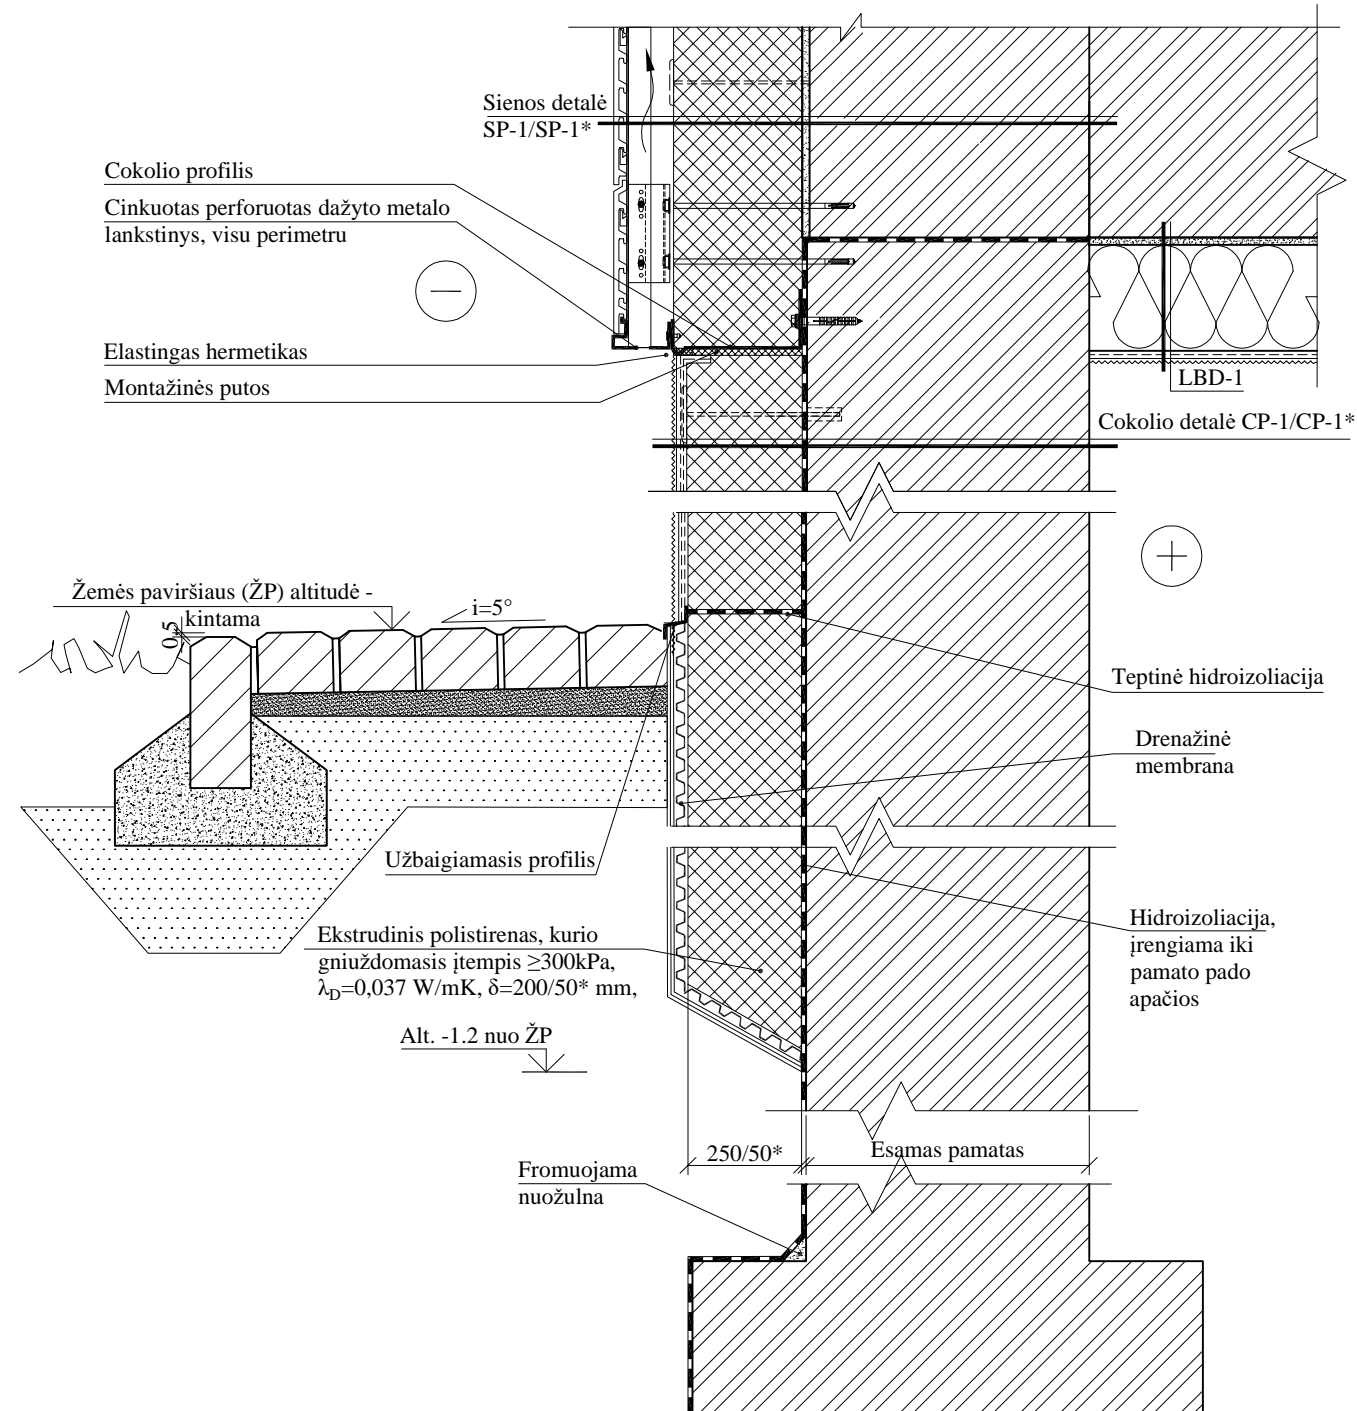 Sienos detalė
SP-1/SP-1*
Cokolio profilis
Cinkuotas perforuotas dažyto metalo
lankstinys, visu perimetru
Elastingas hermetikas
Montažinės putos
LBD-1
Cokolio detalė CP-1/CP-1*
Žemės paviršiaus (ŽP) altitudė -
kintama
0,5
i=5°
Teptinė hidroizoliacija
Drenažinė
membrana
Užbaigiamasis profilis
Ekstrudinis polistirenas, kurio
gniuždomasis įtempis ≥300kPa,
λD=0,037 W/mK, δ=200/50* mm,
Hidroizoliacija,
įrengiama iki
pamato pado
apačios
Alt. -1.2 nuo ŽP
250/50*
Esamas pamatas
Fromuojama
nuožulna